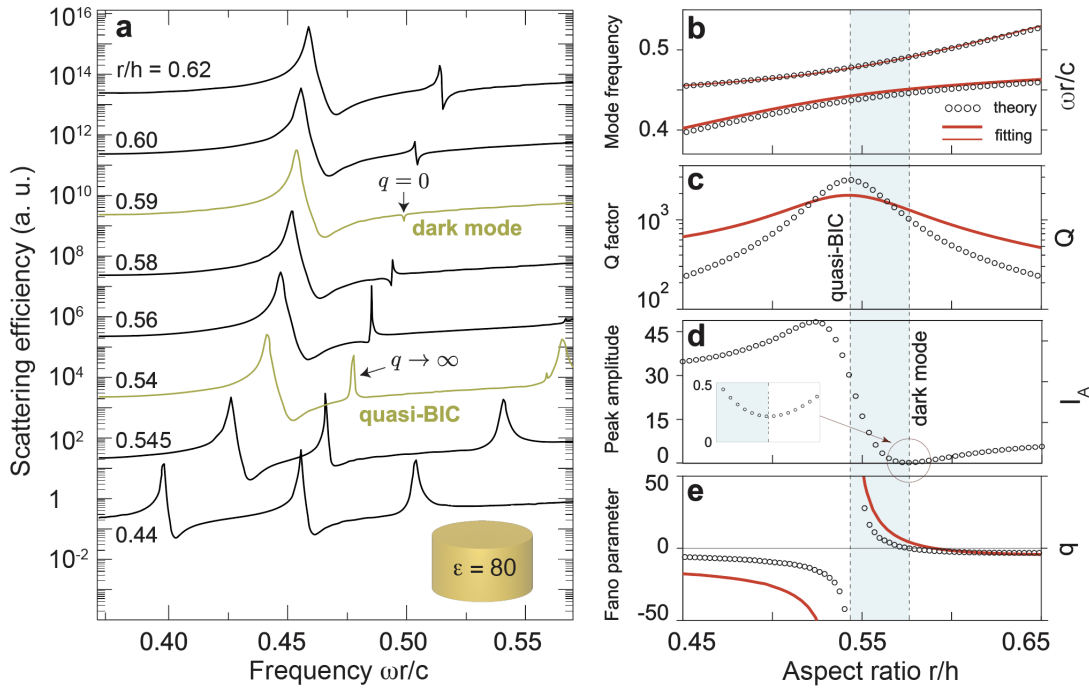 a
10^16
10^14
10^12
10^10
10^8
10^6
10^4
10^2
1
10^-2
Scattering efficiency (a. u.)
r/h = 0.62
0.60
0.59
0.58
0.56
0.54
0.545
0.44
q = 0
dark mode
q → ∞
quasi-BIC
ε = 80
0.40
0.45
0.50
0.55
Frequency ωr/c
b
0.5
0.4
Mode frequency
ωr/c
theory
fitting
c
10^3
10^2
Q factor
Q
quasi-BIC
d
45
30
15
0
Peak amplitude
I_A
0.5
0
dark mode
e
50
0
-50
Fano parameter
q
0.45
0.55
0.65
Aspect ratio r/h